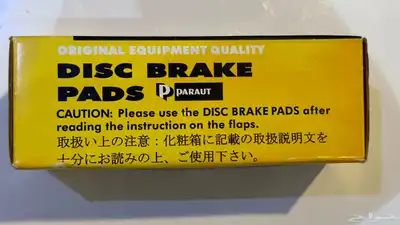 ORIGINAL EQUIPMENT QUALITY
DISC BRAKE
PADS PARAUT
CAUTION: Please use the DISC BRAKE PADS after
reading the instruction on the flaps.
取扱い上の注意：化粧箱に記載の取扱説明文を
十分にお読みの上、ご使用下さい。